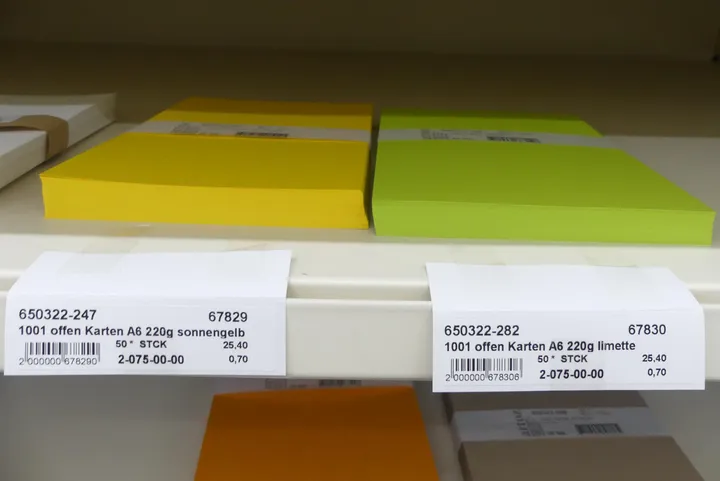 650322-247 67829
1001 offen Karten A6 220g sonnengelb
50 * STCK 25,40
2-075-00-00 0,70
2 000000 678290
650322-282 67830
1001 offen Karten A6 220g limette
50 * STCK 25,40
2-075-00-00 0,70
2 000000 678306